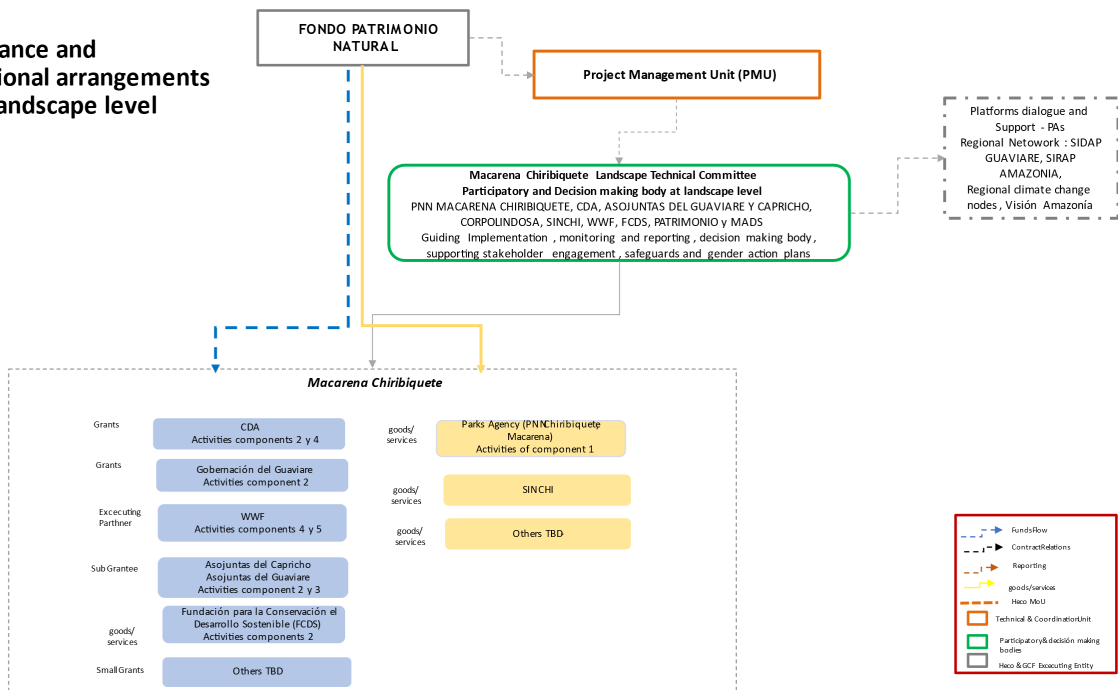 ance and
ional arrangements
andscape level
FONDO PATRIMONIO
NATURAL
Project Management Unit (PMU)
Platforms dialogue and
Support - PAs
Regional Netowork : SIDAP
GUAVIARE, SIRAP
AMAZONIA,
Regional climate change
nodes , Visión Amazonía
Macarena Chiribiquete Landscape Technical Committee
Participatory and Decision making body at landscape level
PNN MACARENA CHIRIBIQUETE, CDA, ASOJUNTAS DEL GUAVIARE Y CAPRICHO,
CORPOLINDOSA, SINCHI, WWF, FCDS, PATRIMONIO y MADS
Guiding Implementation , monitoring and reporting , decision making body ,
supporting stakeholder engagement , safeguards and gender action plans
Macarena Chiribiquete
Grants
CDA
Activities components 2 y 4
Grants
Gobernación del Guaviare
Activities component 2
Excecuting
Parthner
WWF
Activities components 4 y 5
Sub Grantee
Asojuntas del Capricho
Asojuntas del Guaviare
Activities component 2 y 3
goods/
services
Fundación para la Conservación el
Desarrollo Sostenible (FCDS)
Activities components 2
Small Grants
Others TBD
goods/
services
Parks Agency (PNN Chiribiquete,
Macarena)
Activities of component 1
goods/
services
SINCHI
goods/
services
Others TBD
FundsFlow
ContractRelations
Reporting
goods/services
Heco MoU
Technical & CoordinationUnit
Participatory& decisión making
bodies
Heco & GCF Excecuting Entity